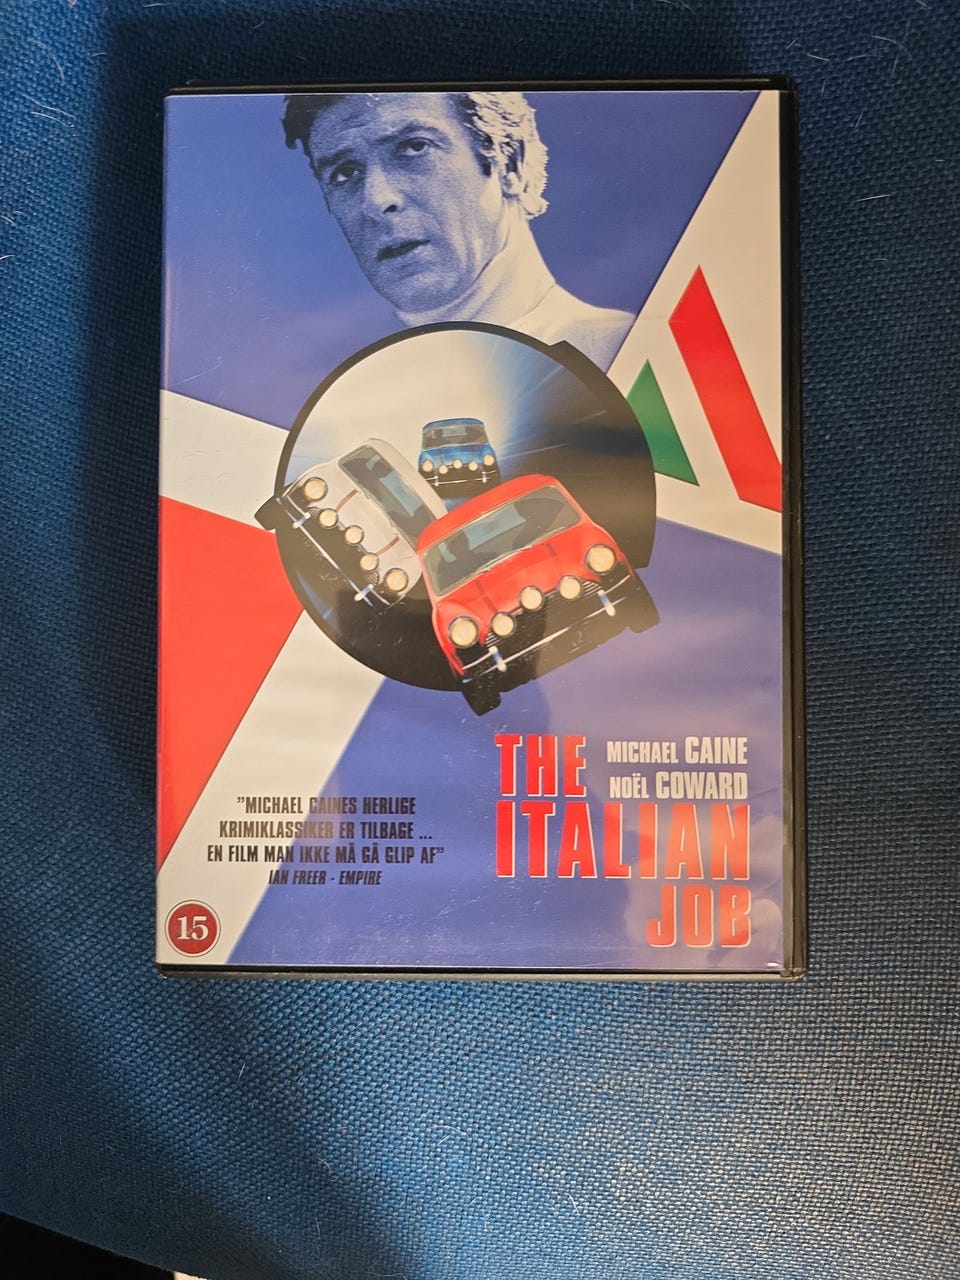 THE
ITALIAN
JOB
MICHAEL CAINE
NOËL COWARD
”MICHAEL CAINES HERLIGE
KRIMIKLASSIKER ER TILBAGE ...
EN FILM MAN IKKE MÅ GÅ GLIP AF”
IAN FREER - EMPIRE
15